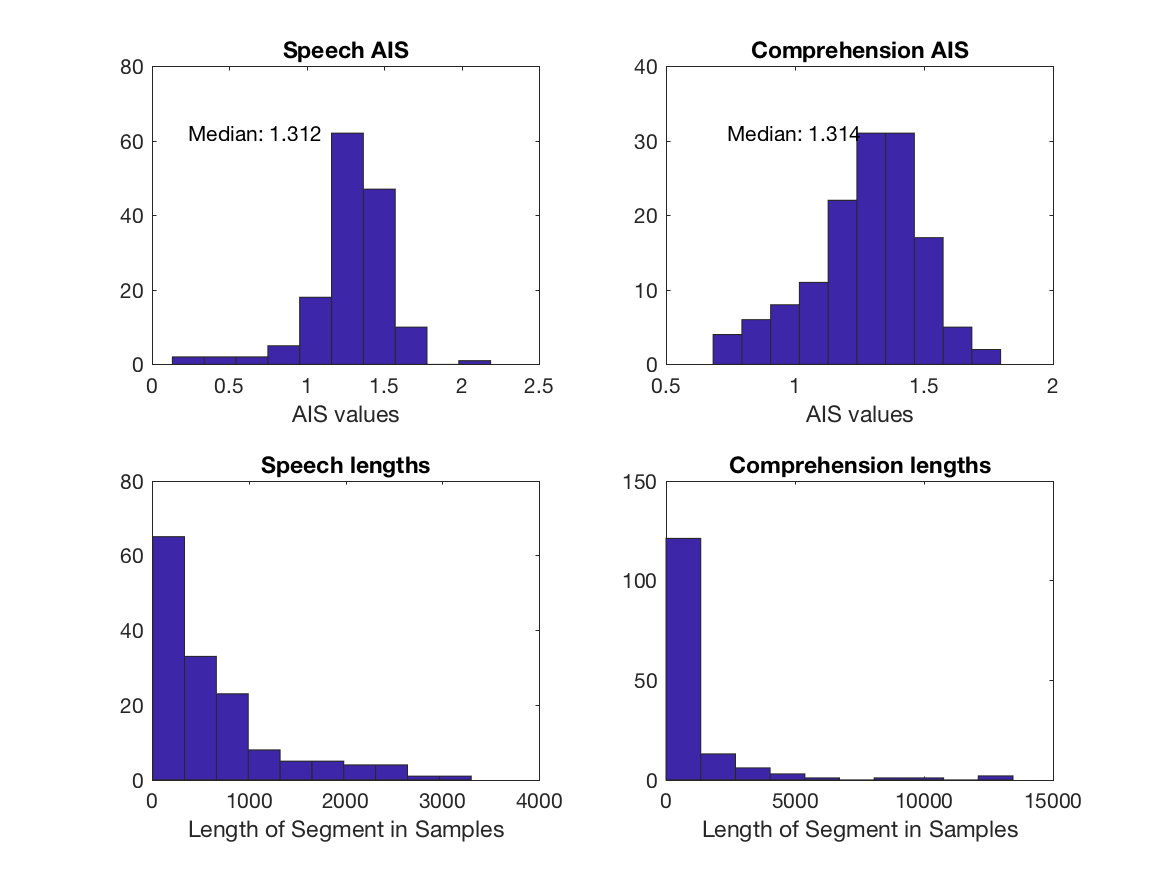 Speech AIS
80
60
40
20
0
Median: 1.312
0 0.5 1 1.5 2 2.5
AIS values
Comprehension AIS
40
30
20
10
0
Median: 1.314
0.5 1 1.5 2
AIS values
Speech lengths
80
60
40
20
0
0 1000 2000 3000 4000
Length of Segment in Samples
Comprehension lengths
150
100
50
0
0 5000 10000 15000
Length of Segment in Samples